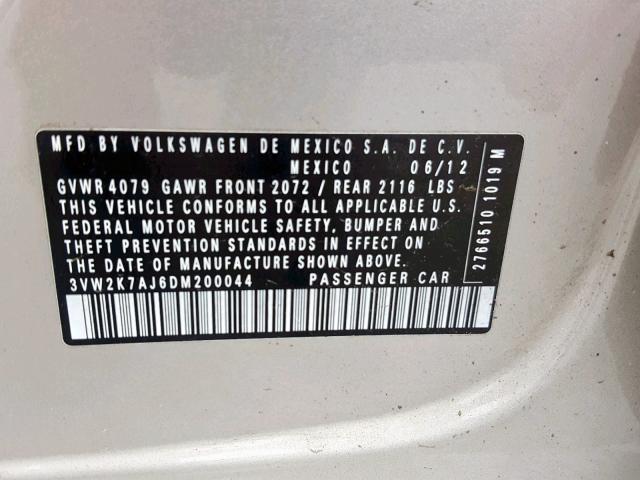 MFD BY VOLKSWAGEN DE MEXICO S.A. DE C.V.
MEXICO 06/12
GVWR 4079 GAWR FRONT 2072 / REAR 2116 LBS
THIS VEHICLE CONFORMS TO ALL APPLICABLE U.S.
FEDERAL MOTOR VEHICLE SAFETY, BUMPER AND
THEFT PREVENTION STANDARDS IN EFFECT ON
THE DATE OF MANUFACTURE SHOWN ABOVE.
3VW2K7AJ6DM200044 PASSENGER CAR
2766510 1019 M